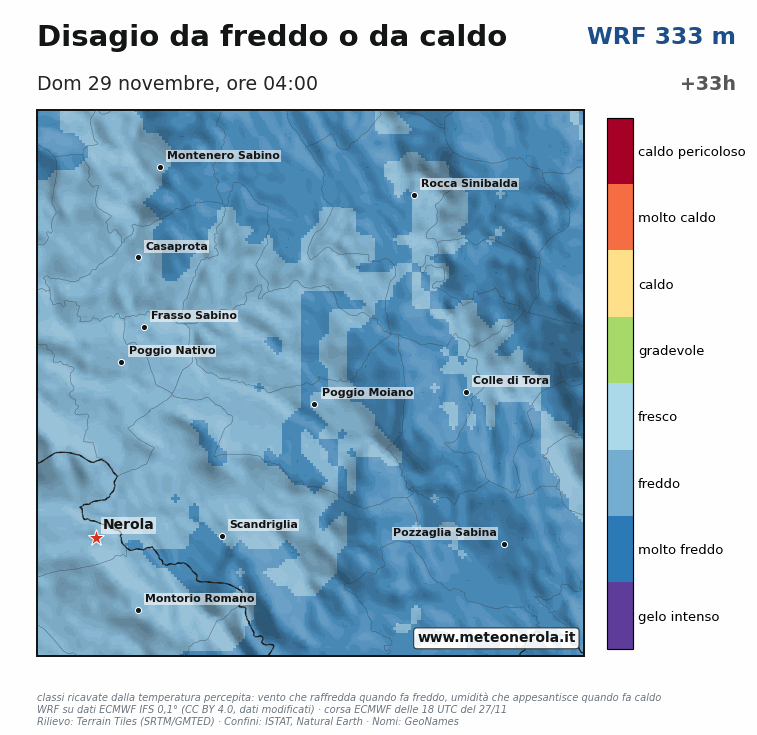 Disagio da freddo o da caldo
WRF 333 m
Dom 29 novembre, ore 04:00
+33h
Montenero Sabino
Rocca Sinibalda
Casaprota
Frasso Sabino
Poggio Nativo
Poggio Moiano
Colle di Tora
Nerola
Scandriglia
Pozzaglia Sabina
Montorio Romano
www.meteonerola.it
caldo pericoloso
molto caldo
caldo
gradevole
fresco
freddo
molto freddo
gelo intenso
classi ricavate dalla temperatura percepita: vento che raffredda quando fa freddo, umidità che appesantisce quando fa caldo
WRF su dati ECMWF IFS 0,1° (CC BY 4.0, dati modificati) · corsa ECMWF delle 18 UTC del 27/11
Rilievo: Terrain Tiles (SRTM/GMTED) · Confini: ISTAT, Natural Earth · Nomi: GeoNames